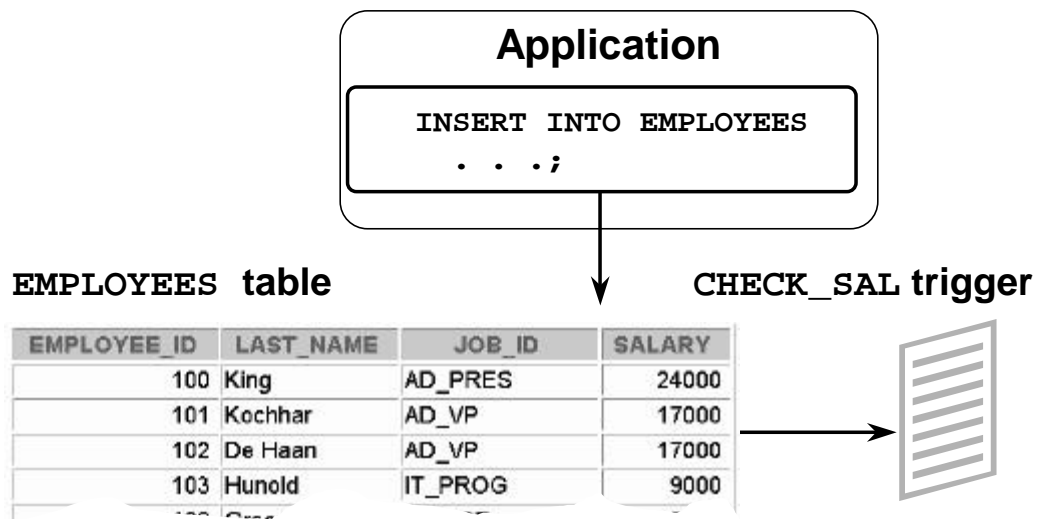 Application
INSERT INTO EMPLOYEES
. . .;
EMPLOYEES table
CHECK_SAL trigger
EMPLOYEE_ID LAST_NAME JOB_ID SALARY
100 King AD_PRES 24000
101 Kochhar AD_VP 17000
102 De Haan AD_VP 17000
103 Hunold IT_PROG 9000